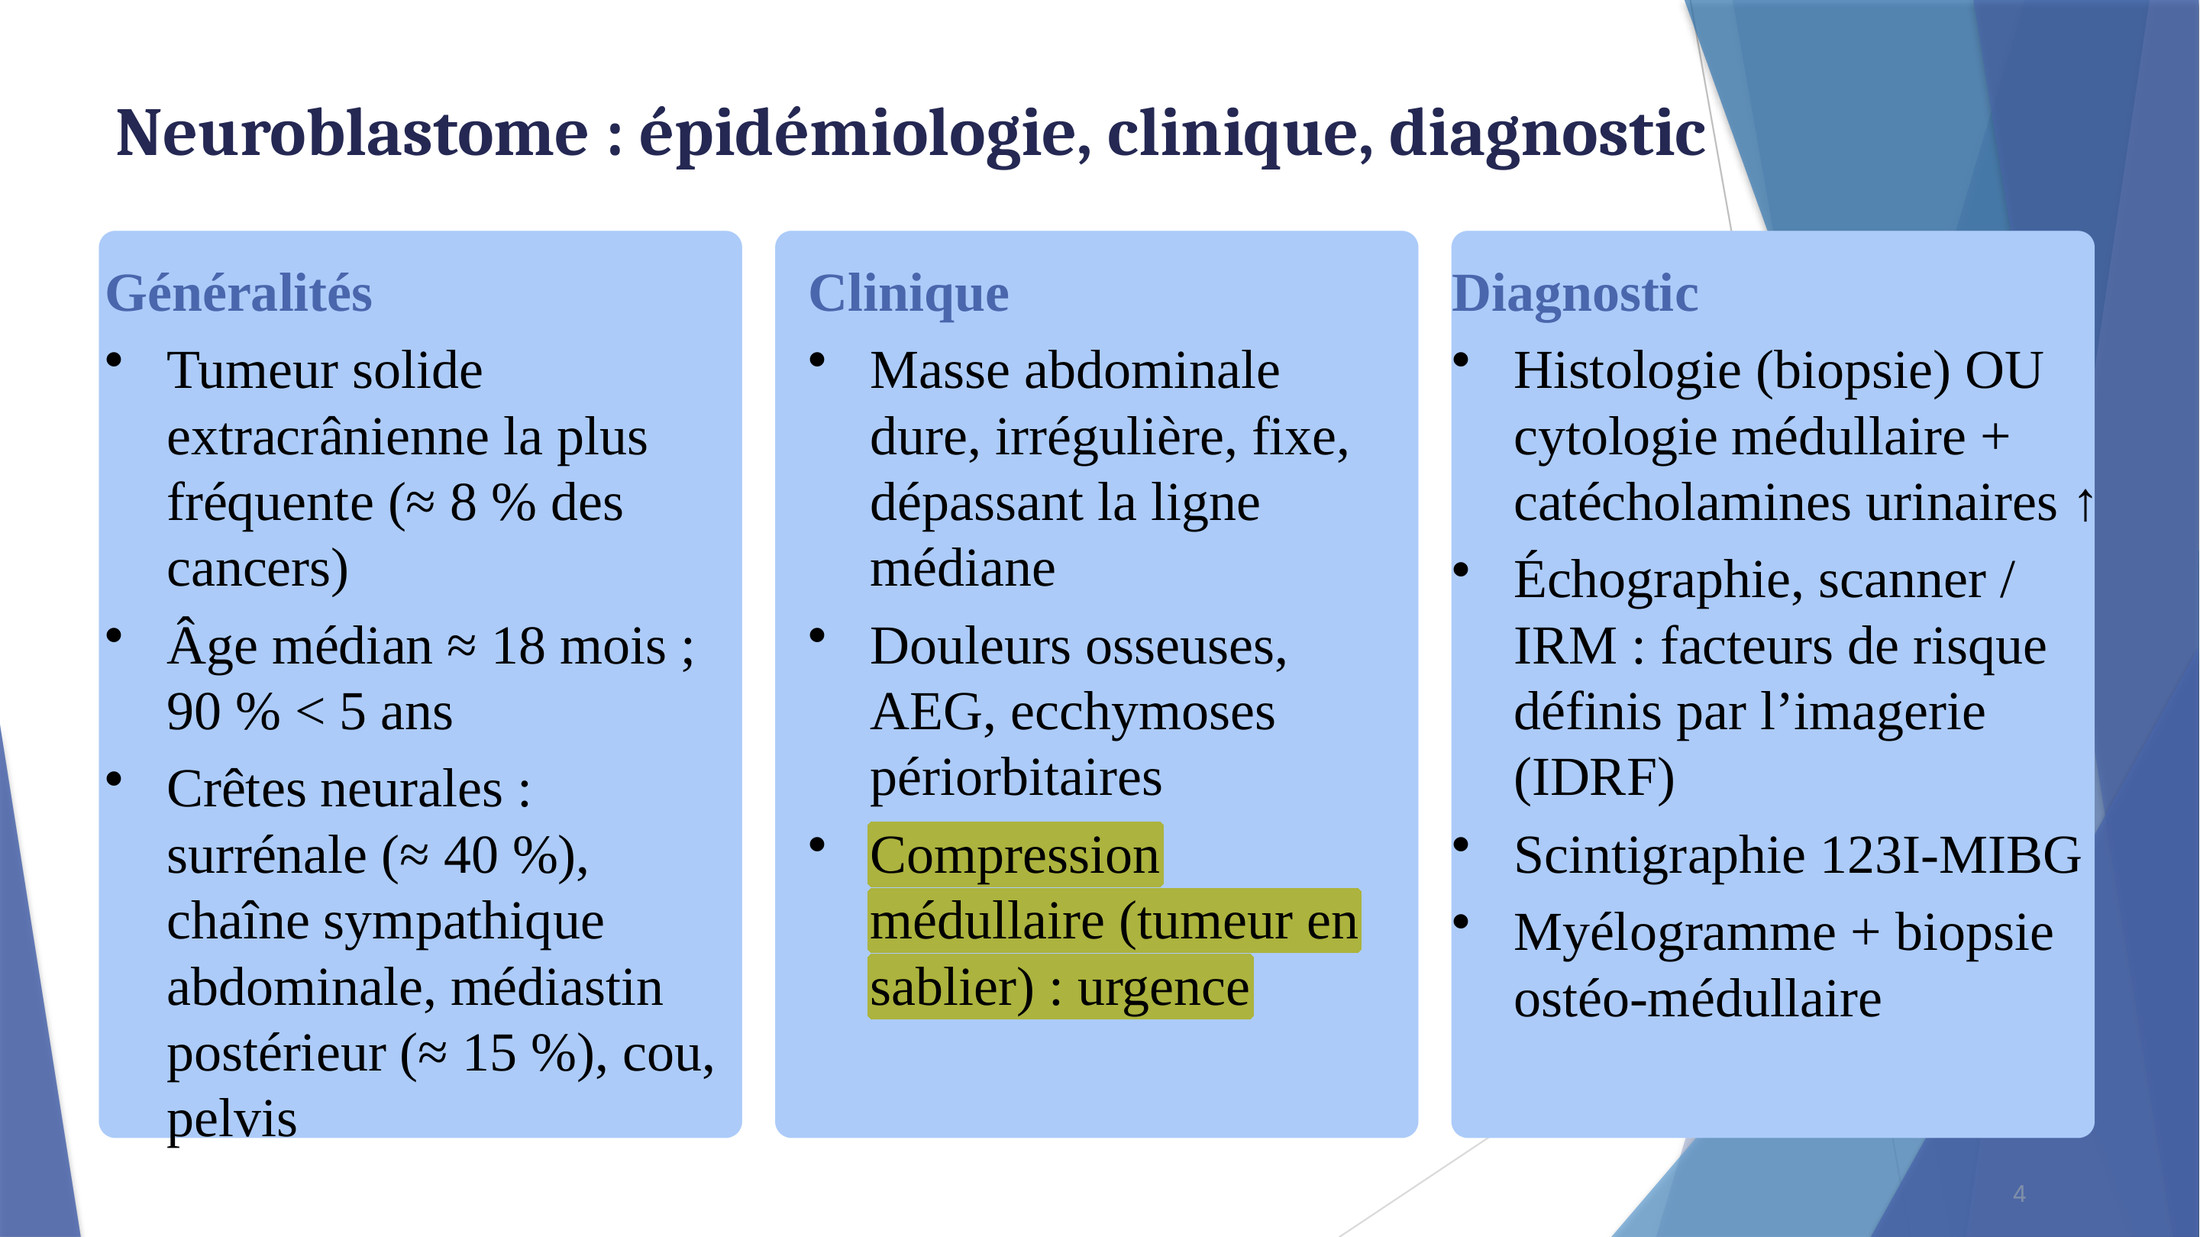 Neuroblastome : épidémiologie, clinique, diagnostic
Généralités
• Tumeur solide
extracrânienne la plus
fréquente (≈ 8 % des
cancers)
• Âge médian ≈ 18 mois ;
90 % < 5 ans
• Crêtes neurales :
surrénale (≈ 40 %),
chaîne sympathique
abdominale, médiastin
postérieur (≈ 15 %), cou,
pelvis
Clinique
• Masse abdominale
dure, irrégulière, fixe,
dépassant la ligne
médiane
• Douleurs osseuses,
AEG, ecchymoses
périorbitaires
• Compression
médullaire (tumeur en
sablier) : urgence
Diagnostic
• Histologie (biopsie) OU
cytologie médullaire +
catécholamines urinaires ↑
• Échographie, scanner /
IRM : facteurs de risque
définis par l’imagerie
(IDRF)
• Scintigraphie 123I-MIBG
• Myélogramme + biopsie
ostéo-médullaire
4